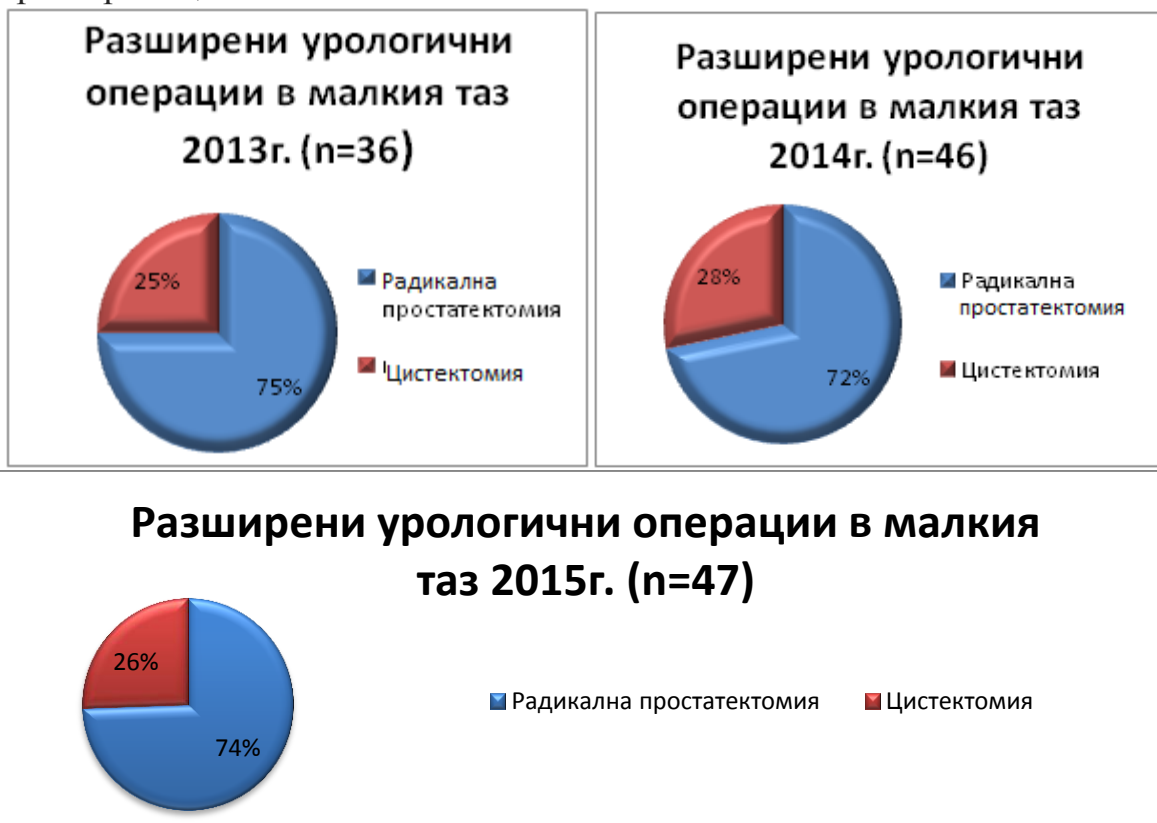 Разширени урологични
операции в малкия таз
2013г. (n=36)
25%
75%
Радикална
простатектомия
Цистектомия
Разширени урологични
операции в малкия таз
2014г. (n=46)
28%
72%
Радикална
простатектомия
Цистектомия
Разширени урологични операции в малкия
таз 2015г. (n=47)
26%
74%
Радикална простатектомия Цистектомия